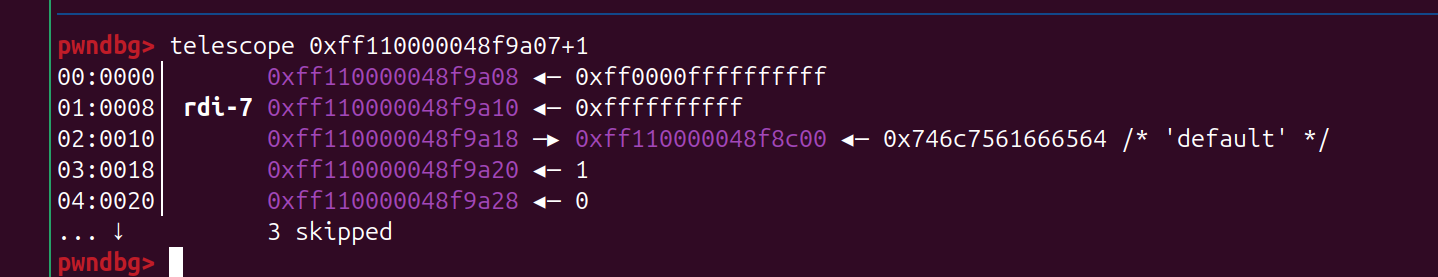 pwndbg> telescope 0xff110000048f9a07+1
00:0000│         0xff110000048f9a08 ◂— 0xff0000ffffffffff
01:0008│  rdi-7 0xff110000048f9a10 ◂— 0xffffffffff
02:0010│         0xff110000048f9a18 —▸ 0xff110000048f8c00 ◂— 0x746c7561666564 /* 'default' */
03:0018│         0xff110000048f9a20 ◂— 1
04:0020│         0xff110000048f9a28 ◂— 0
... ↓            3 skipped
pwndbg>